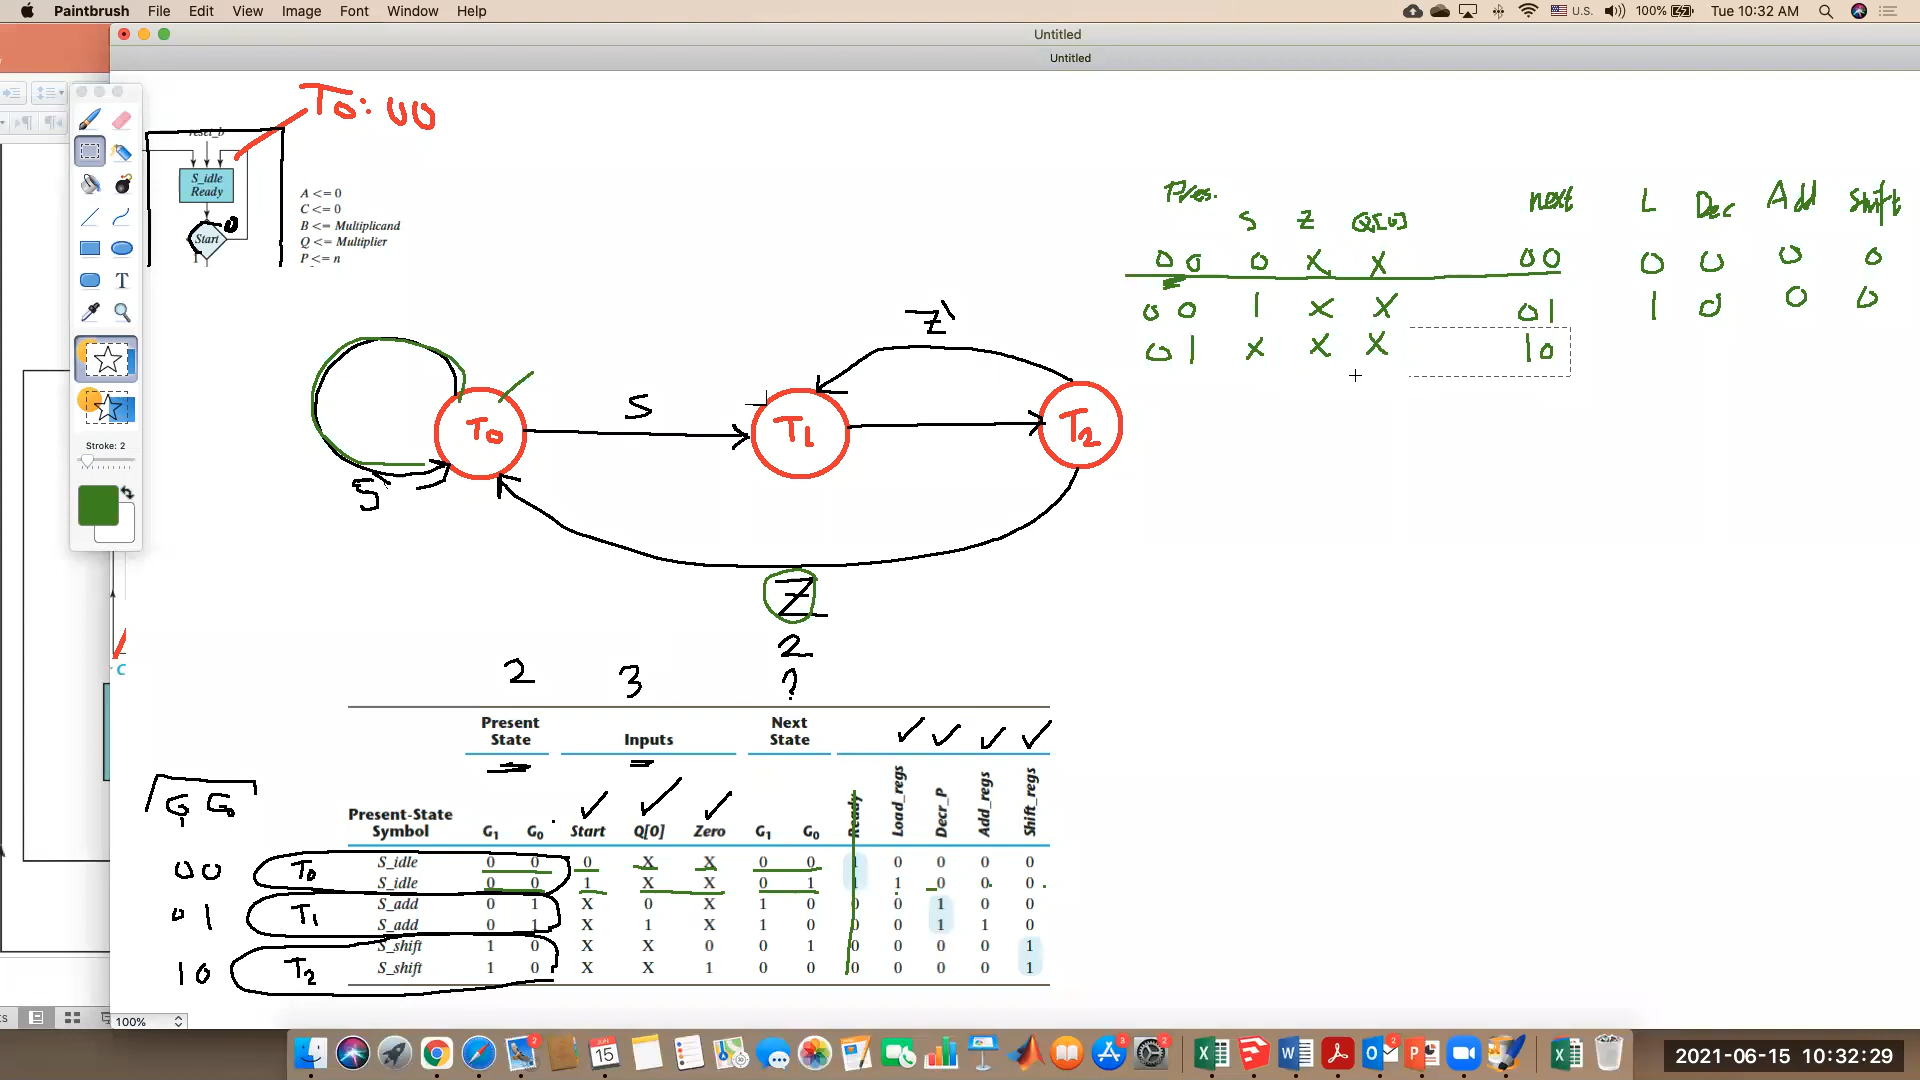 Paintbrush File Edit View Image Font Window Help U.S. 100% Tue 10:32 AM
Untitled
Untitled
T0: 00
reset_b
S_idle
Ready
Start 0
1
A <= 0
C <= 0
B <= Multiplicand
Q <= Multiplier
P <= n
Pres. S Z Q[0] next L Dec Add Shift
00 0 X X 00 0 0 0 0
00 1 X X 01 1 0 0 0
01 X X X 10
Stroke: 2
T
Z'
S
T0 T1 T2
S'
Z
2 3 2
?
Present State Inputs Next State
Present-State Symbol G1 G0 Start Q[0] Zero G1 G0 Ready Load_regs Decr_P Add_regs Shift_regs
G1 G0
00 T0 S_idle 0 0 0 X X 0 0 1 0 0 0 0
S_idle 0 0 1 X X 0 1 1 1 0 0 0
01 T1 S_add 0 1 X 0 X 1 0 0 0 1 0 0
S_add 0 1 X 1 X 1 0 0 0 1 1 0
10 T2 S_shift 1 0 X X 0 0 1 0 0 0 0 1
S_shift 1 0 X X 1 0 0 0 0 0 0 1
100%
2021-06-15 10:32:29